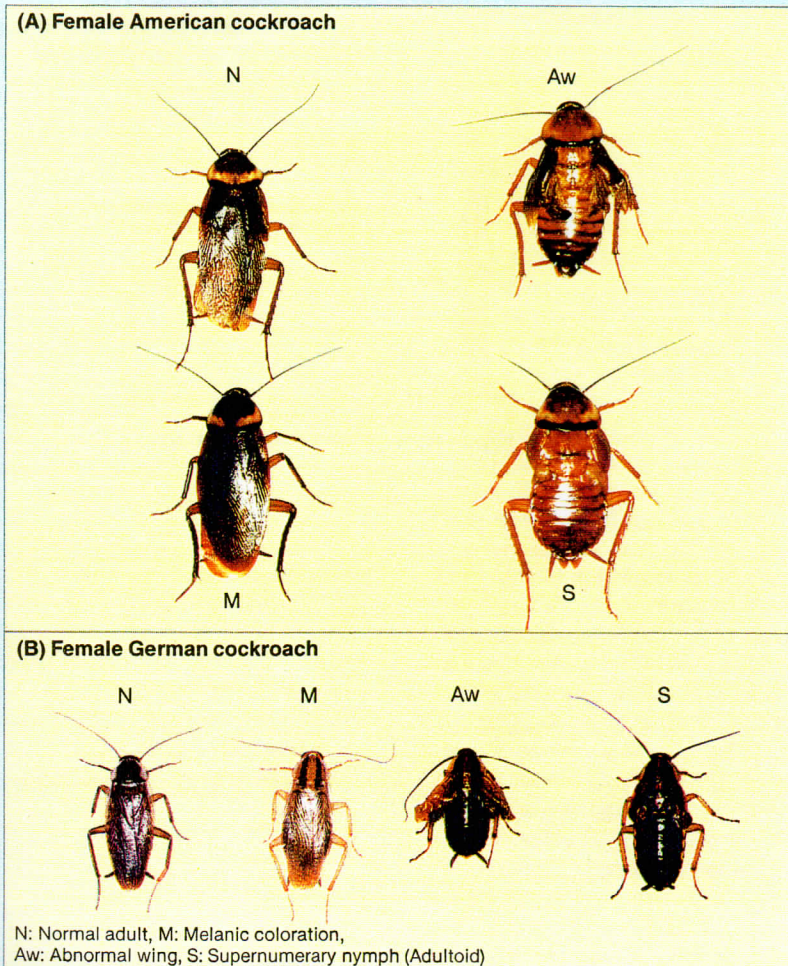 (A) Female American cockroach
N
Aw
M
S
(B) Female German cockroach
N M Aw S
N: Normal adult, M: Melanic coloration,
Aw: Abnormal wing, S: Supernumerary nymph (Adultoid)